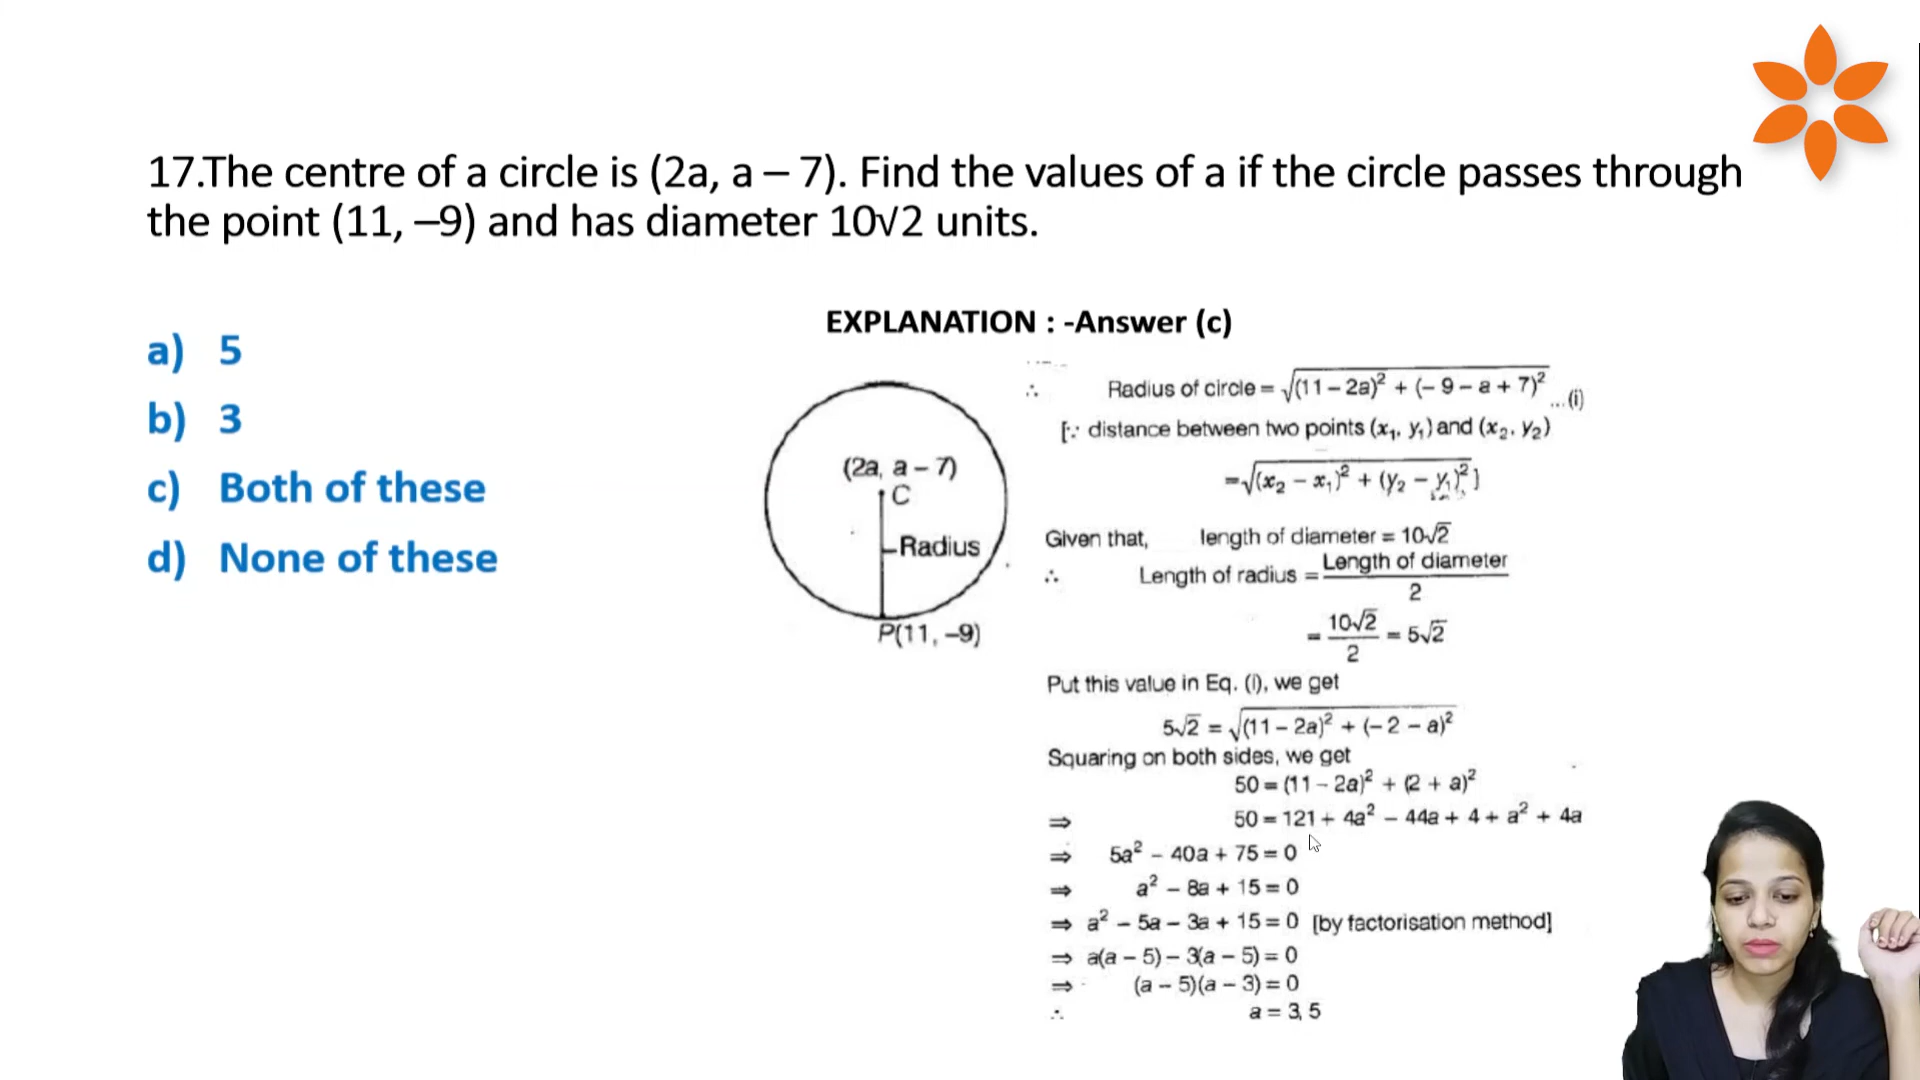 17.The centre of a circle is (2a, a – 7). Find the values of a if the circle passes through
the point (11, –9) and has diameter 10√2 units.
a) 5
b) 3
c) Both of these
d) None of these
EXPLANATION : -Answer (c)
(2a, a – 7)
C
Radius
P(11, –9)
∴ Radius of circle = √(11 – 2a)² + (– 9 – a + 7)² ...(i)
[∵ distance between two points (x₁, y₁) and (x₂, y₂)
= √(x₂ – x₁)² + (y₂ – y₁)² ]
Given that, length of diameter = 10√2
∴ Length of radius = Length of diameter / 2
= 10√2 / 2 = 5√2
Put this value in Eq. (i), we get
5√2 = √(11 – 2a)² + (– 2 – a)²
Squaring on both sides, we get
50 = (11 – 2a)² + (2 + a)²
⇒ 50 = 121 + 4a² – 44a + 4 + a² + 4a
⇒ 5a² – 40a + 75 = 0
⇒ a² – 8a + 15 = 0
⇒ a² – 5a – 3a + 15 = 0 [by factorisation method]
⇒ a(a – 5) – 3(a – 5) = 0
⇒ (a – 5)(a – 3) = 0
∴ a = 3, 5